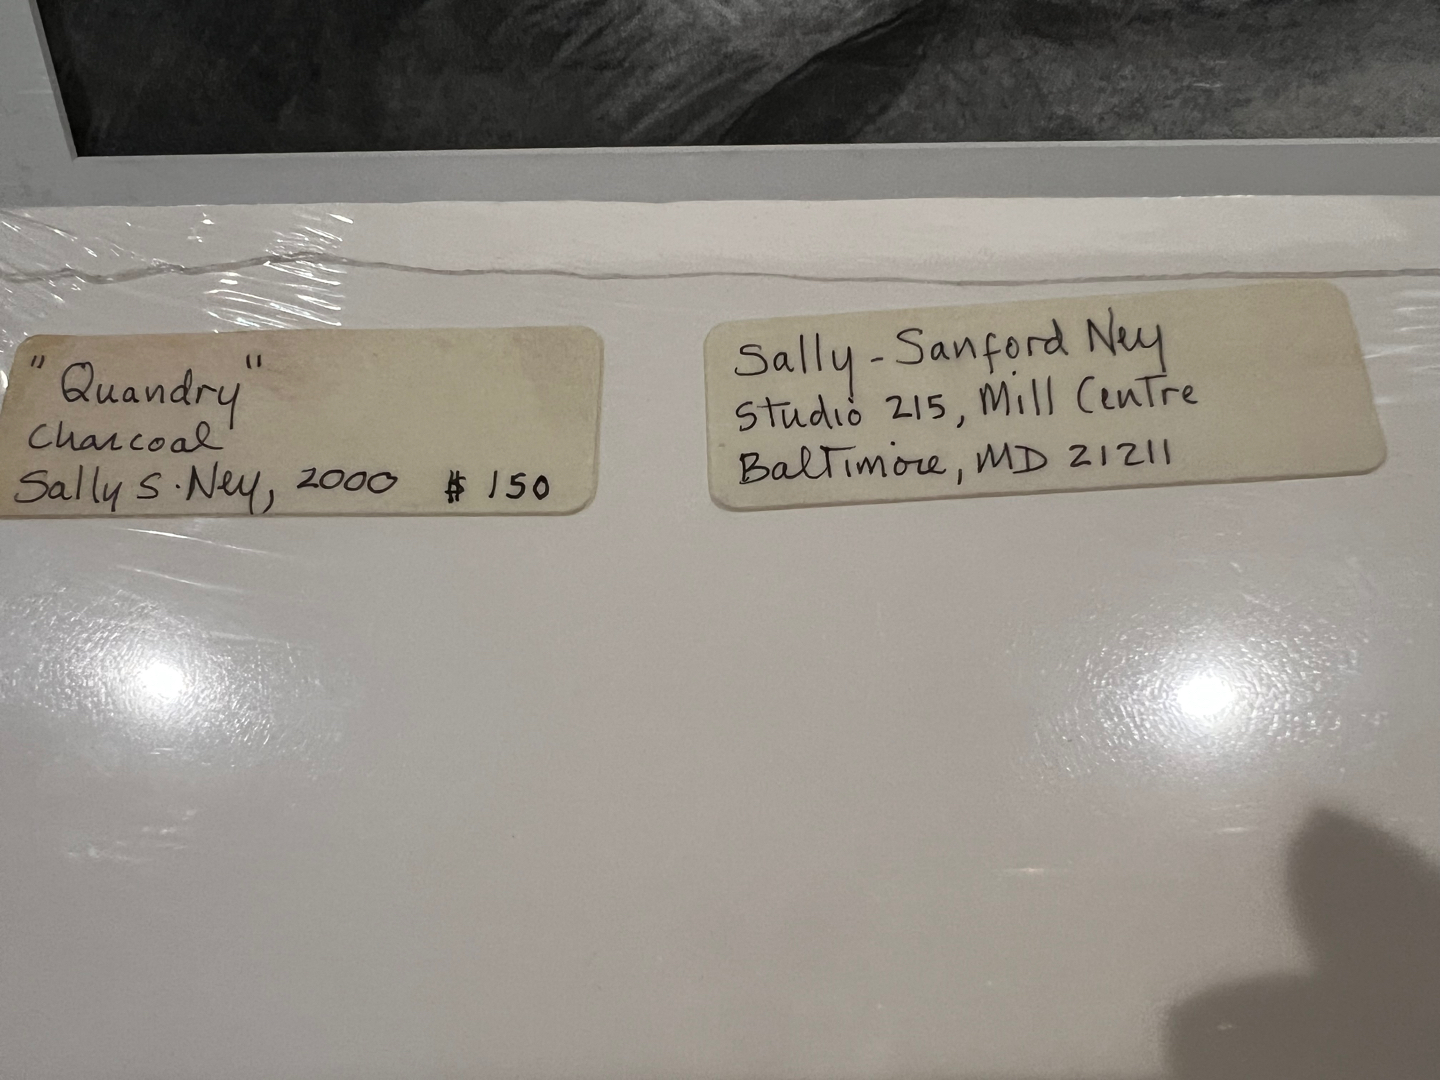 "Quandry"
Charcoal
Sally S. Ney, 2000 $150
Sally-Sanford Ney
Studio 215, Mill Centre
Baltimore, MD 21211